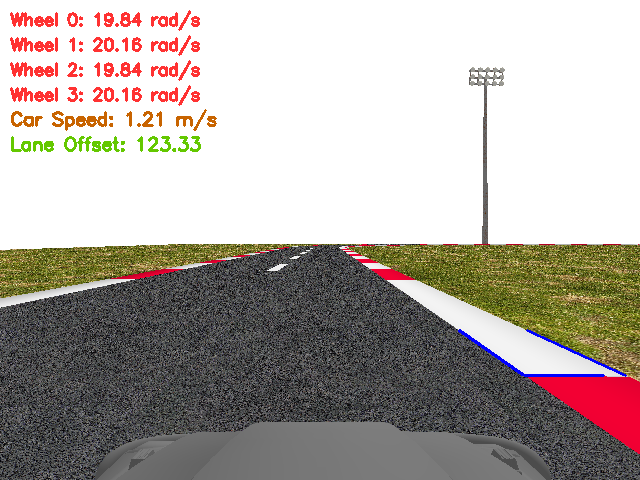 Wheel 0: 19.84 rad/s
Wheel 1: 20.16 rad/s
Wheel 2: 19.84 rad/s
Wheel 3: 20.16 rad/s
Car Speed: 1.21 m/s
Lane Offset: 123.33